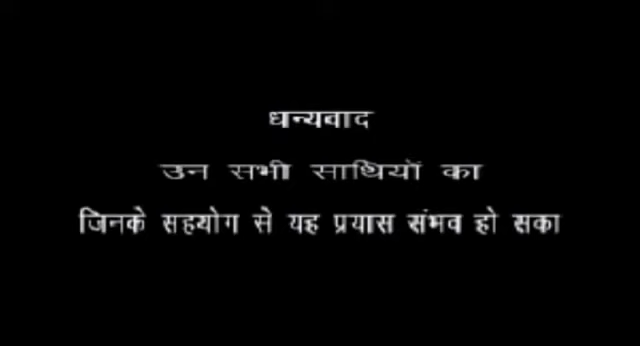 धन्यवाद
उन सभी साथियों का
जिनके सहयोग से यह प्रयास संभव हो सका